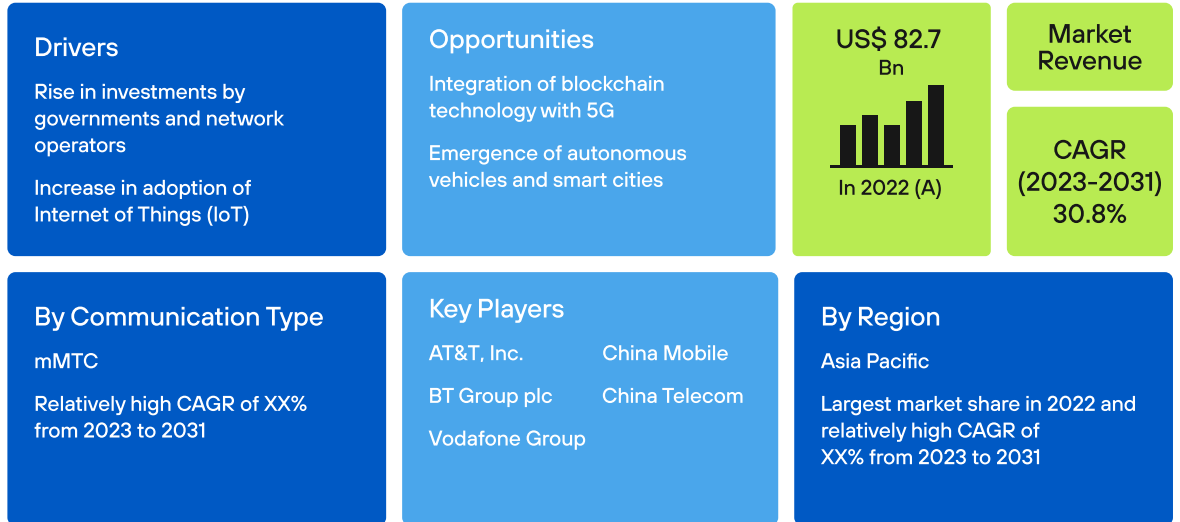 Drivers
Rise in investments by
governments and network
operators
Increase in adoption of
Internet of Things (IoT)
Opportunities
Integration of blockchain
technology with 5G
Emergence of autonomous
vehicles and smart cities
US$ 82.7
Bn
In 2022 (A)
Market
Revenue
CAGR
(2023-2031)
30.8%
By Communication Type
mMTC
Relatively high CAGR of XX%
from 2023 to 2031
Key Players
AT&T, Inc.
China Mobile
BT Group plc
China Telecom
Vodafone Group
By Region
Asia Pacific
Largest market share in 2022 and
relatively high CAGR of
XX% from 2023 to 2031